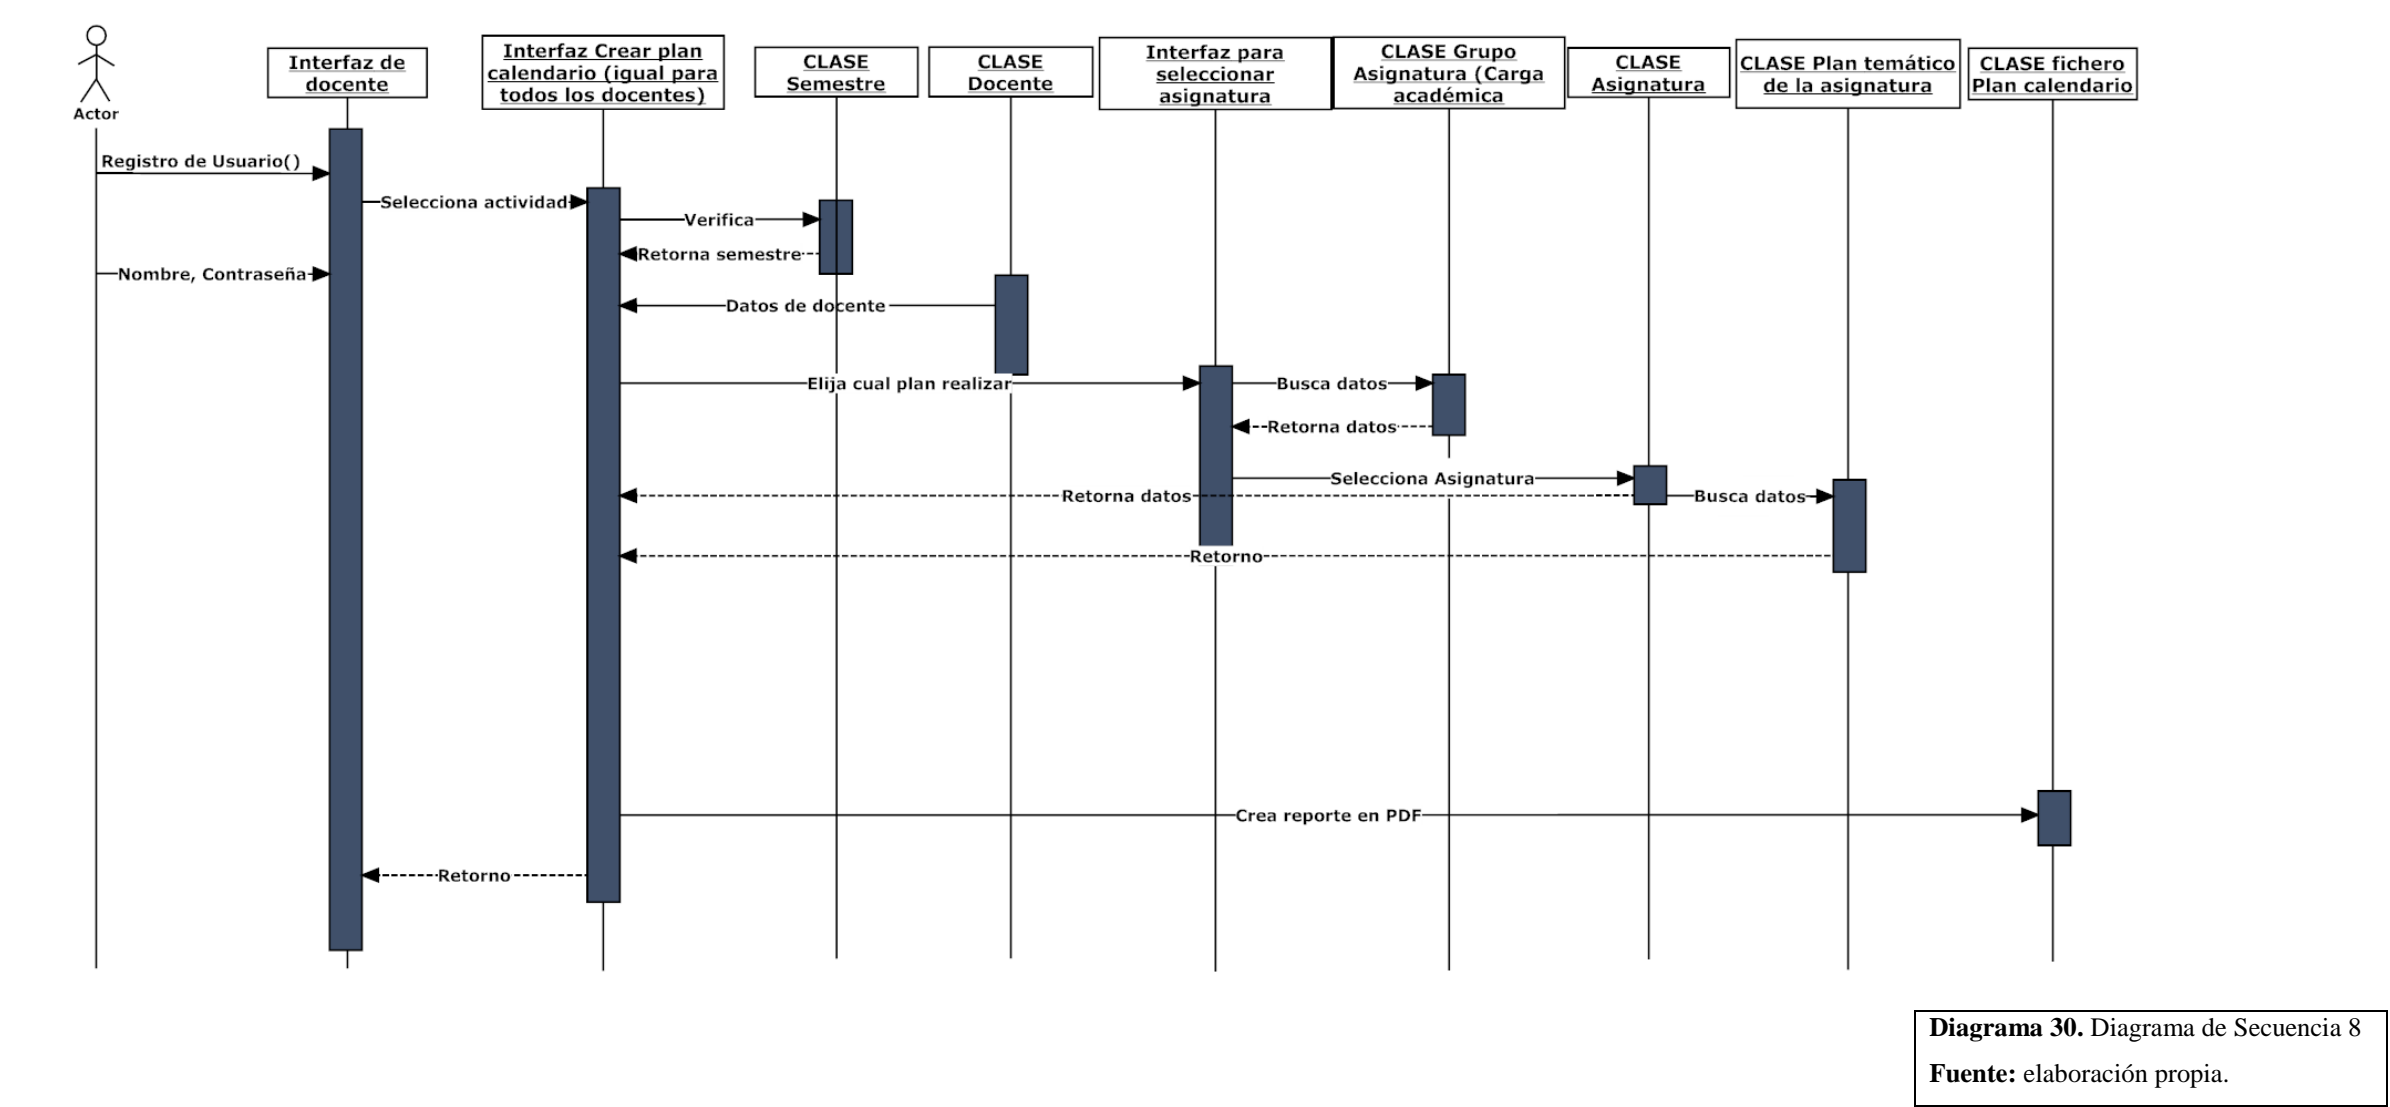 Actor
Interfaz de
docente
Interfaz Crear plan
calendario (igual para
todos los docentes)
CLASE
Semestre
CLASE
Docente
Interfaz para
seleccionar
asignatura
CLASE Grupo
Asignatura (Carga
académica
CLASE
Asignatura
CLASE Plan temático
de la asignatura
CLASE fichero
Plan calendario
Registro de Usuario()
Selecciona actividad
Verifica
Retorna semestre
Nombre, Contraseña
Datos de docente
Elija cual plan realizar
Busca datos
Retorna datos
Selecciona Asignatura
Retorna datos
Busca datos
Retorno
Crea reporte en PDF
Retorno
Diagrama 30. Diagrama de Secuencia 8
Fuente: elaboración propia.